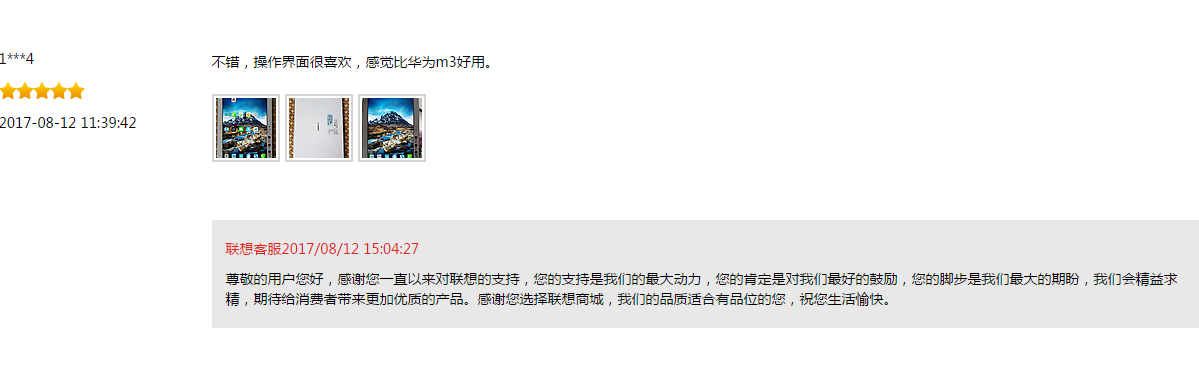 1***4
不错，操作界面很喜欢，感觉比华为m3好用。
2017-08-12 11:39:42
联想客服2017/08/12 15:04:27
尊敬的用户您好，感谢您一直以来对联想的支持，您的支持是我们的最大动力，您的肯定是对我们最好的鼓励，您的脚步是我们最大的期盼，我们会精益求
精，期待给消费者带来更加优质的产品。感谢您选择联想商城，我们的品质适合有品位的您，祝您生活愉快。